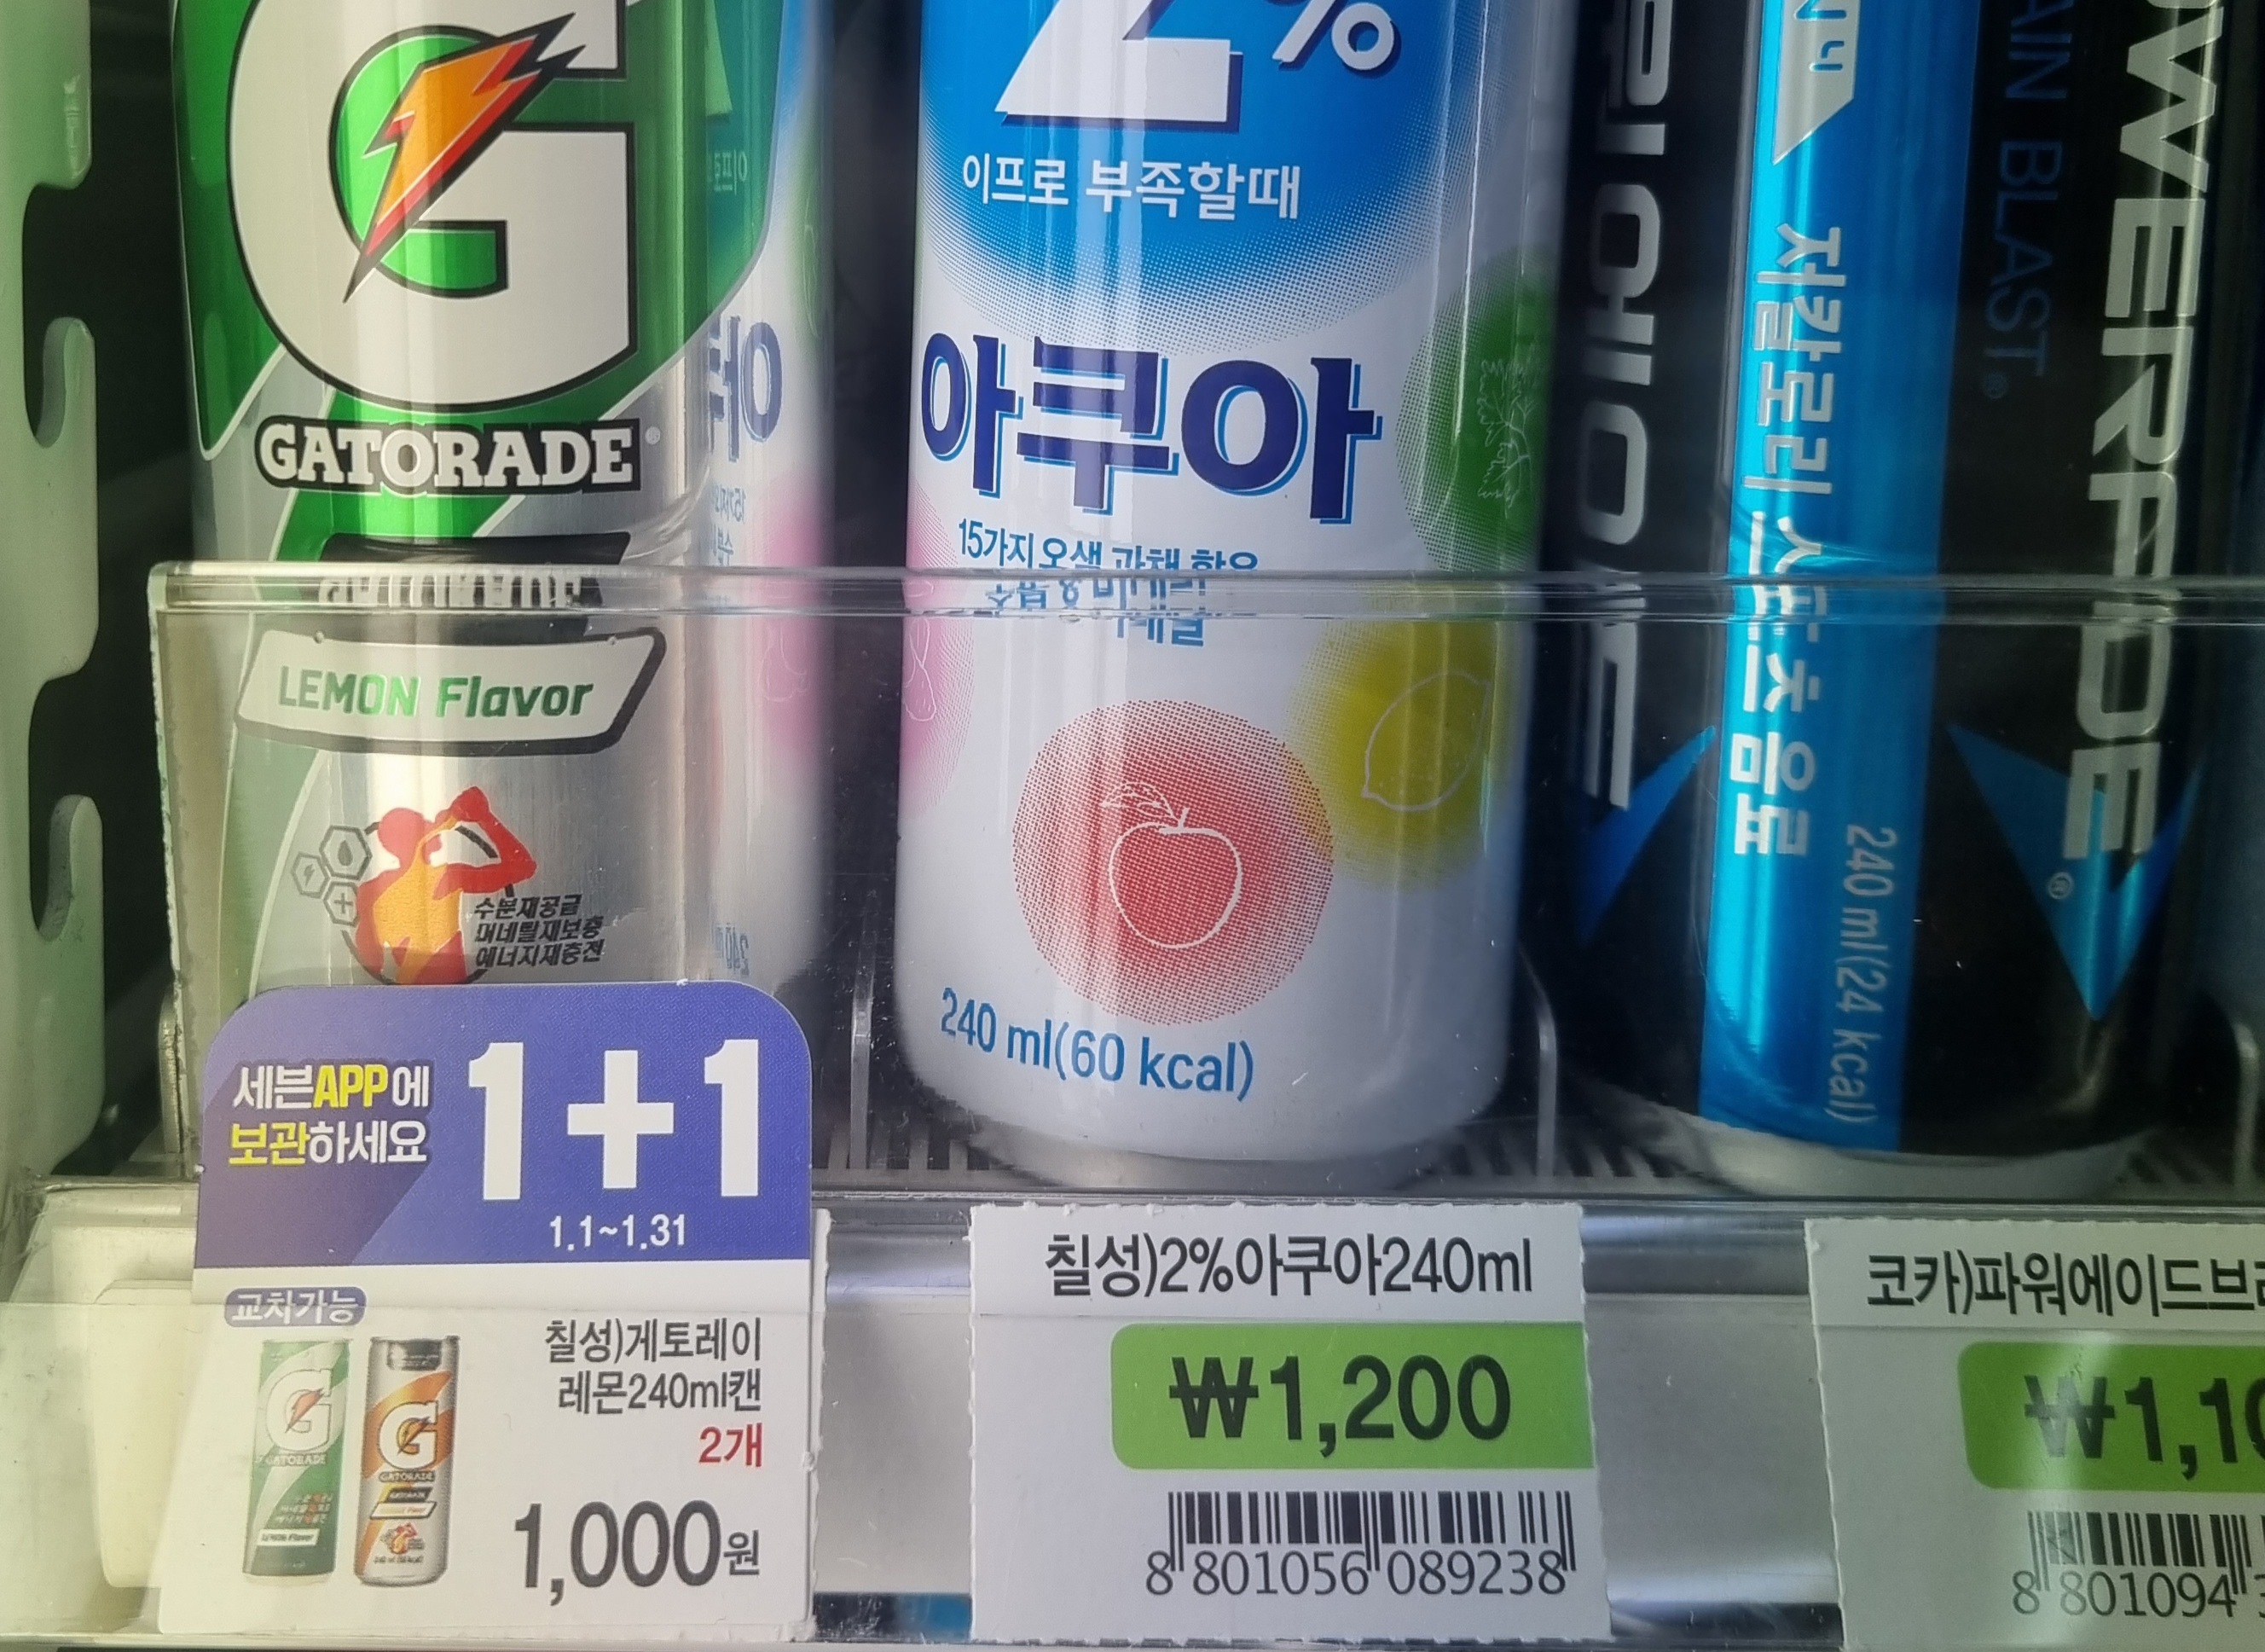 GATORADE
LEMON Flavor
수분재공급
미네랄재보충
에너지재충전
2%
이프로 부족할때
아쿠아
15가지 오색 과채 함유
240 ml(60 kcal)
저칼로리 스포츠 음료
240 ml(24 kcal)
BLAST
세븐APP에
보관하세요
1+1
1.1~1.31
교차가능
칠성)게토레이
레몬240ml캔
2개
1,000원
칠성)2%아쿠아240ml
₩1,200
8 801056 089238
코카)파워에이드브
₩1,1
8 801094